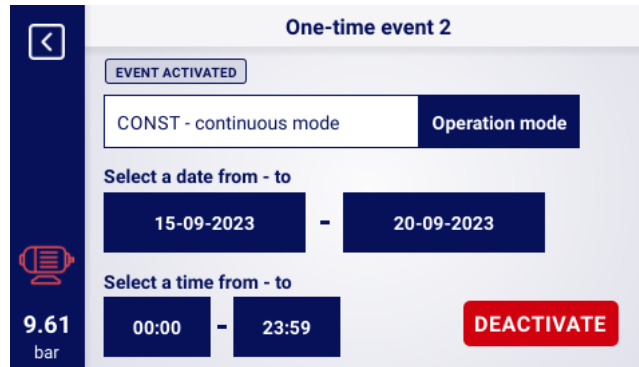 One-time event 2
EVENT ACTIVATED
CONST - continuous mode Operation mode
Select a date from - to
15-09-2023 - 20-09-2023
Select a time from - to
00:00 - 23:59 DEACTIVATE
9.61
bar